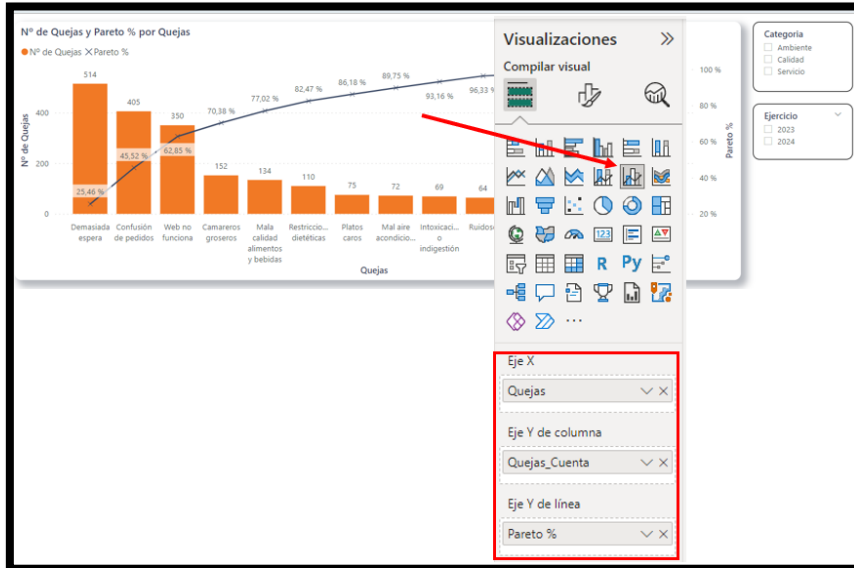 Nº de Quejas y Pareto % por Quejas
Nº de Quejas Pareto %
514
405
350
152
134
110
75
72
69
64
25,46 %
45,52 %
62,85 %
70,38 %
77,02 %
82,47 %
86,18 %
89,75 %
93,16 %
96,33 %
Nº de Quejas
400
200
0
Demasiada espera
Confusión de pedidos
Web no funciona
Camareros groseros
Mala calidad alimentos y bebidas
Restriccio... dietéticas
Platos caros
Mal aire acondicio...
Intoxicaci... o indigestión
Quejas
100 %
80 %
60 %
40 %
20 %
Pareto %
Visualizaciones
Compilar visual
123
R
Py
...
Eje X
Quejas
Eje Y de columna
Quejas_Cuenta
Eje Y de línea
Pareto %
Categoria
Ambiente
Calidad
Servicio
Ejercicio
2023
2024